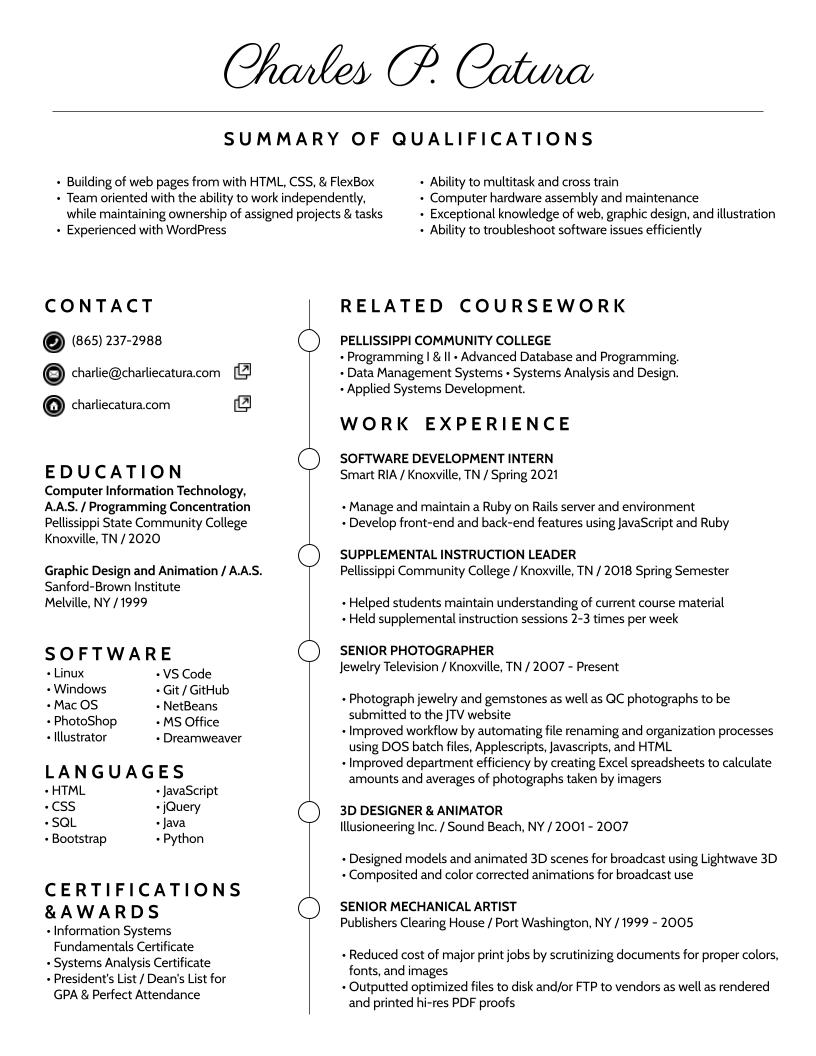 Charles P. Catura
SUMMARY OF QUALIFICATIONS
• Building of web pages from with HTML, CSS, & FlexBox
• Team oriented with the ability to work independently,
while maintaining ownership of assigned projects & tasks
• Experienced with WordPress
• Ability to multitask and cross train
• Computer hardware assembly and maintenance
• Exceptional knowledge of web, graphic design, and illustration
• Ability to troubleshoot software issues efficiently
CONTACT
(865) 237-2988
charlie@charliecatura.com
charliecatura.com
EDUCATION
Computer Information Technology,
A.A.S. / Programming Concentration
Pellissippi State Community College
Knoxville, TN / 2020
Graphic Design and Animation / A.A.S.
Sanford-Brown Institute
Melville, NY / 1999
SOFTWARE
• Linux
• Windows
• Mac OS
• PhotoShop
• Illustrator
• VS Code
• Git / GitHub
• NetBeans
• MS Office
• Dreamweaver
LANGUAGES
• HTML
• CSS
• SQL
• Bootstrap
• JavaScript
• jQuery
• Java
• Python
CERTIFICATIONS
&AWARDS
• Information Systems
Fundamentals Certificate
• Systems Analysis Certificate
• President's List / Dean's List for
GPA & Perfect Attendance
RELATED COURSEWORK
PELLISSIPPI COMMUNITY COLLEGE
• Programming I & II • Advanced Database and Programming.
• Data Management Systems • Systems Analysis and Design.
• Applied Systems Development.
WORK EXPERIENCE
SOFTWARE DEVELOPMENT INTERN
Smart RIA / Knoxville, TN / Spring 2021
• Manage and maintain a Ruby on Rails server and environment
• Develop front-end and back-end features using JavaScript and Ruby
SUPPLEMENTAL INSTRUCTION LEADER
Pellissippi Community College / Knoxville, TN / 2018 Spring Semester
• Helped students maintain understanding of current course material
• Held supplemental instruction sessions 2-3 times per week
SENIOR PHOTOGRAPHER
Jewelry Television / Knoxville, TN / 2007 - Present
• Photograph jewelry and gemstones as well as QC photographs to be
submitted to the JTV website
• Improved workflow by automating file renaming and organization processes
using DOS batch files, Applescripts, Javascripts, and HTML
• Improved department efficiency by creating Excel spreadsheets to calculate
amounts and averages of photographs taken by imagers
3D DESIGNER & ANIMATOR
Illusioneering Inc. / Sound Beach, NY / 2001 - 2007
• Designed models and animated 3D scenes for broadcast using Lightwave 3D
• Composited and color corrected animations for broadcast use
SENIOR MECHANICAL ARTIST
Publishers Clearing House / Port Washington, NY / 1999 - 2005
• Reduced cost of major print jobs by scrutinizing documents for proper colors,
fonts, and images
• Outputted optimized files to disk and/or FTP to vendors as well as rendered
and printed hi-res PDF proofs